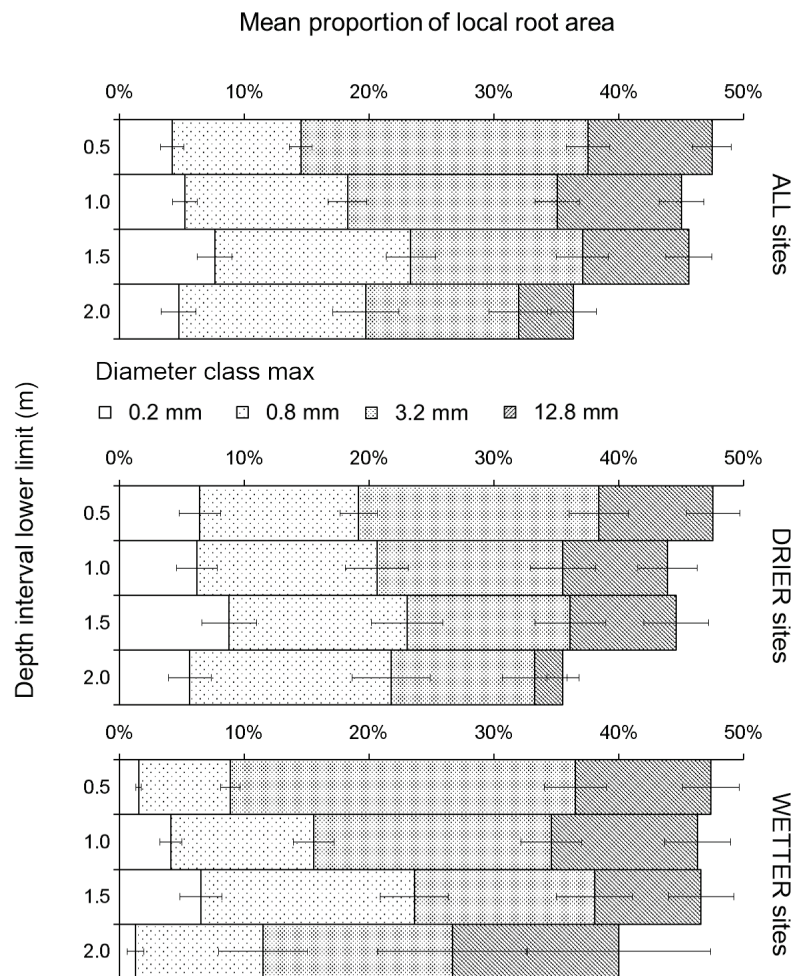 Mean proportion of local root area
0% 10% 20% 30% 40% 50%
0.5
1.0
1.5
2.0
ALL sites
Diameter class max
0.2 mm 0.8 mm 3.2 mm 12.8 mm
Depth interval lower limit (m)
0% 10% 20% 30% 40% 50%
0.5
1.0
1.5
2.0
DRIER sites
0% 10% 20% 30% 40% 50%
0.5
1.0
1.5
2.0
WETTER sites